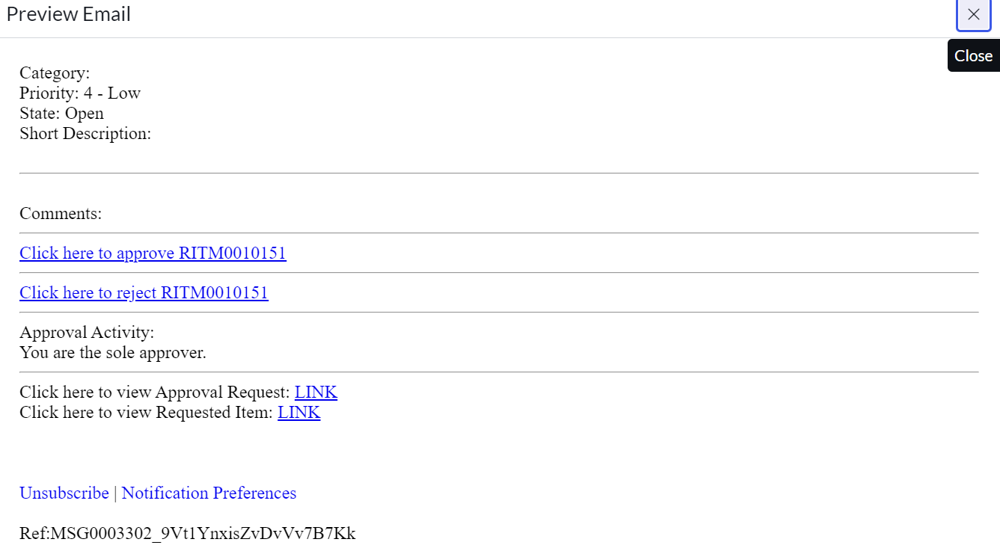 Preview Email
Close
Category:
Priority: 4 - Low
State: Open
Short Description:
Comments:
Click here to approve RITM0010151
Click here to reject RITM0010151
Approval Activity:
You are the sole approver.
Click here to view Approval Request: LINK
Click here to view Requested Item: LINK
Unsubscribe | Notification Preferences
Ref:MSG0003302_9Vt1YnxisZvDvVv7B7Kk